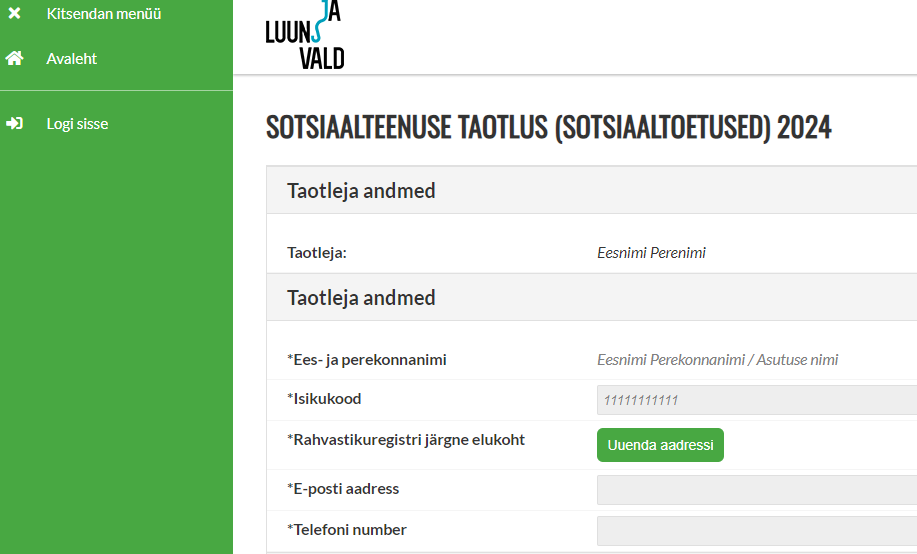 Kitsendan menüü
Avaleht
Logi sisse
LUUNJA
VALD
SOTSIAALTEENUSE TAOTLUS (SOTSIAALTOETUSED) 2024
Taotleja andmed
Taotleja: Eesnimi Perenimi
Taotleja andmed
*Ees- ja perekonnanimi Eesnimi Perekonnanimi / Asutuse nimi
*Isikukood 11111111111
*Rahvastikuregistri järgne elukoht Uuenda aadressi
*E-posti aadress
*Telefoni number